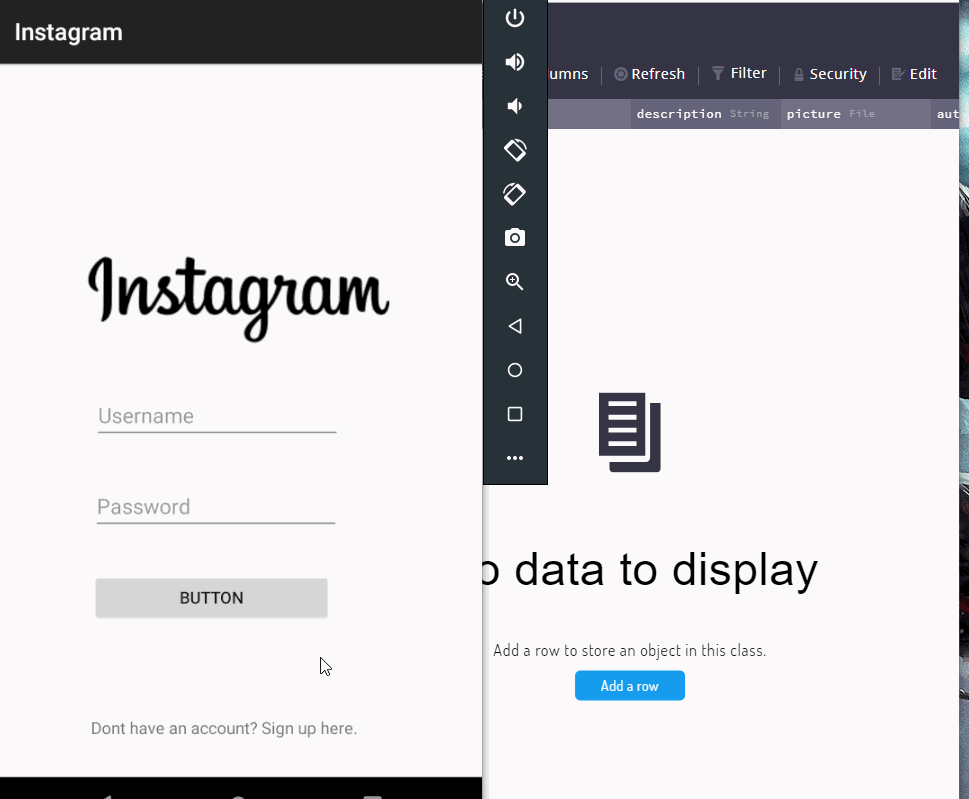 Instagram
Instagram
Username
Password
BUTTON
Dont have an account? Sign up here.
umns
Refresh
Filter
Security
Edit
description String
picture File
aut
o data to display
Add a row to store an object in this class.
Add a row